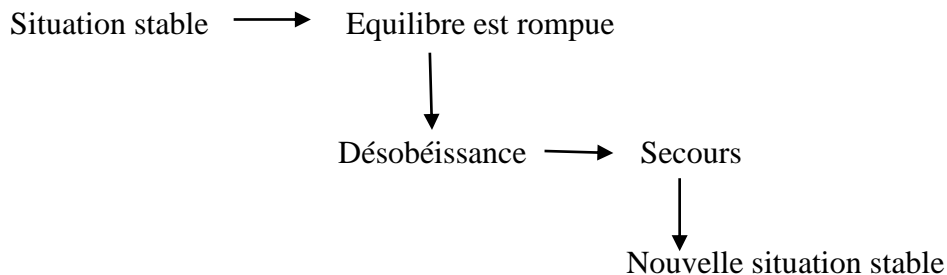 Situation stable Equilibre est rompue
Désobéissance Secours
Nouvelle situation stable